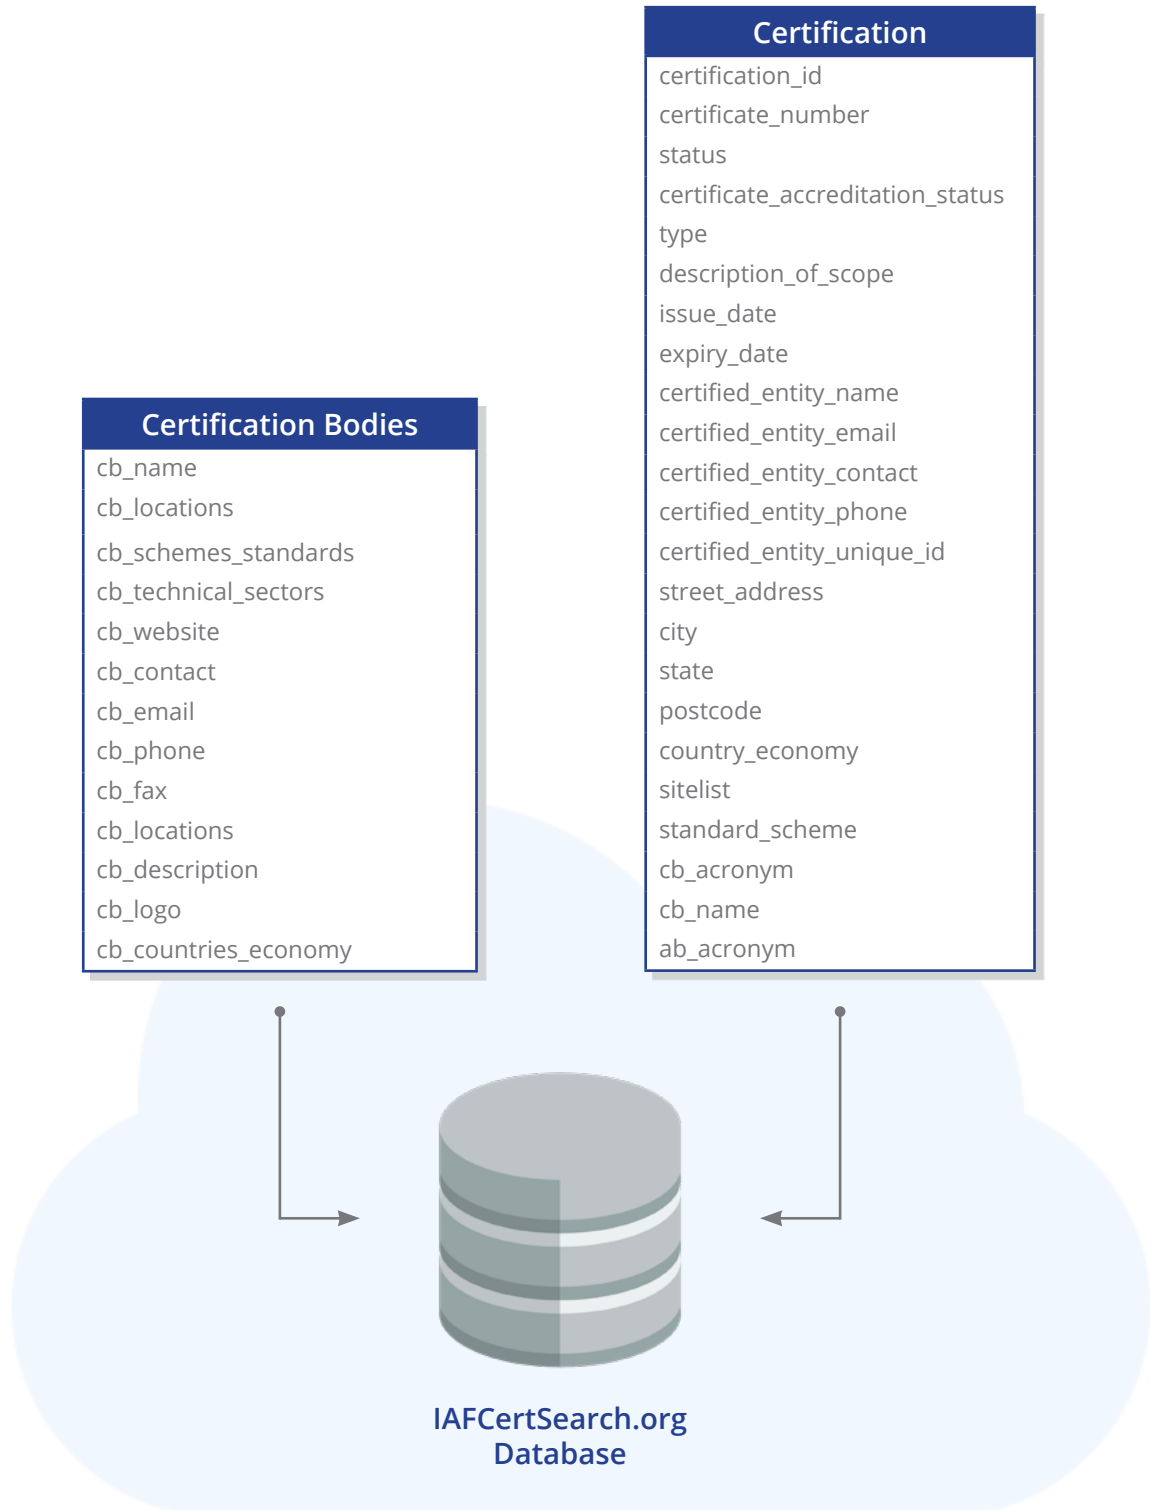 Certification
certification_id
certificate_number
status
certificate_accreditation_status
type
description_of_scope
issue_date
expiry_date
certified_entity_name
certified_entity_email
certified_entity_contact
certified_entity_phone
certified_entity_unique_id
street_address
city
state
postcode
country_economy
sitelist
standard_scheme
cb_acronym
cb_name
ab_acronym
Certification Bodies
cb_name
cb_locations
cb_schemes_standards
cb_technical_sectors
cb_website
cb_contact
cb_email
cb_phone
cb_fax
cb_locations
cb_description
cb_logo
cb_countries_economy
IAFCertSearch.org
Database